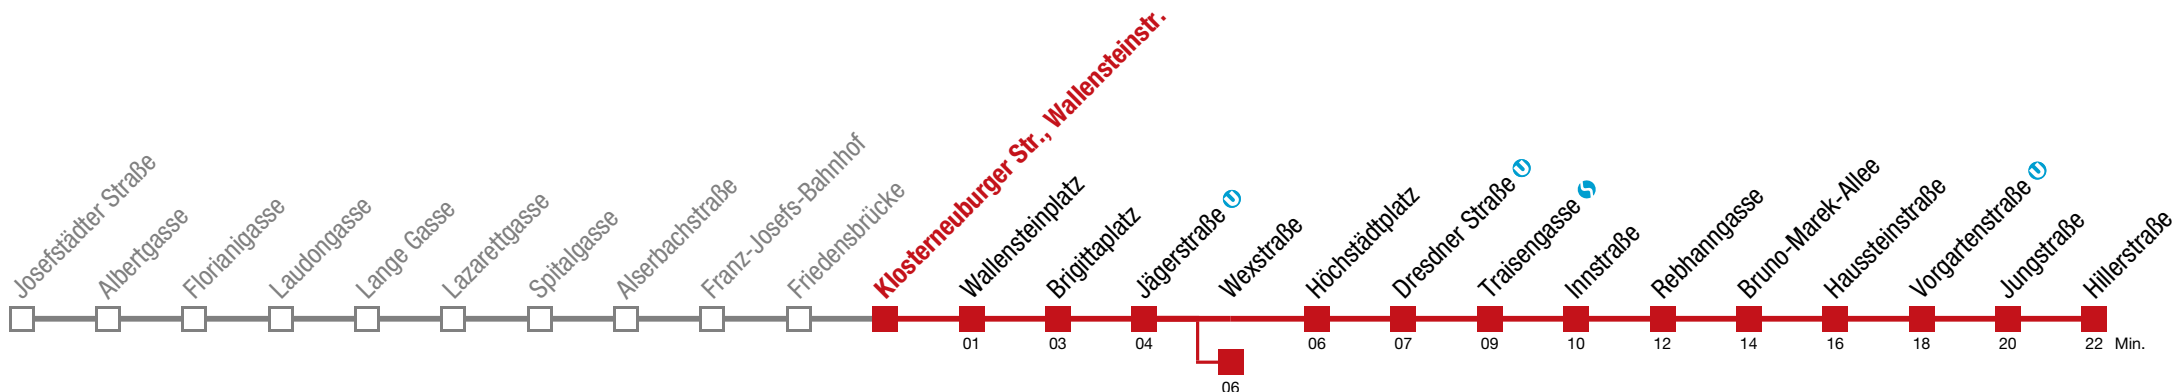 Josefstädter Straße
Albertgasse
Florianigasse
Laudongasse
Lange Gasse
Lazarettgasse
Spitalgasse
Alserbachstraße
Franz-Josefs-Bahnhof
Friedensbrücke
Klosterneuburger Str., Wallensteinstr.
Wallensteinplatz
Brigittaplatz
Jägerstraße U
Wexstraße
Höchstädtplatz
Dresdner Straße U
Traisengasse S
Innstraße
Rebhanngasse
Bruno-Marek-Allee
Haussteinstraße
Vorgartenstraße U
Jungstraße
Hillerstraße
01 03 04 06 07 09 10 12 14 16 18 20 22 Min.
06